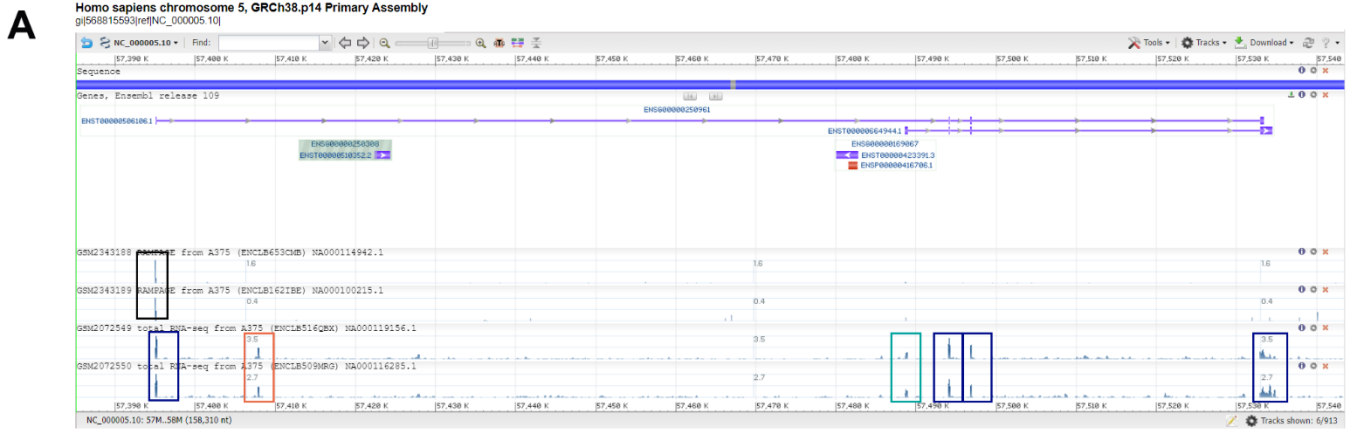 A
Homo sapiens chromosome 5, GRCh38.p14 Primary Assembly
gi|568815593|ref|NC_000005.10|
NC_000005.10 Find: Tools Tracks Download ?
57,390 K 57,400 K 57,410 K 57,420 K 57,430 K 57,440 K 57,450 K 57,460 K 57,470 K 57,480 K 57,490 K 57,500 K 57,510 K 57,520 K 57,530 K 57,540
Sequence
Genes, Ensembl release 109
ENSG00000250961
ENST00000506106.1
ENST00000664944.1
ENSG00000250308 ENSG00000169067
ENST00000510352.2 ENST00000423391.3
ENSP00000416706.1
GSM2343188 RAMPAGE from A375 (ENCLB653CMB) NA000114942.1
1.6 1.6 1.6
GSM2343189 RAMPAGE from A375 (ENCLB162IBE) NA000100215.1
0.4 0.4 0.4
GSM2072549 total RNA-seq from A375 (ENCLB516QBX) NA000119156.1
3.5 3.5 3.5
GSM2072550 total RNA-seq from A375 (ENCLB509MRG) NA000116285.1
2.7 2.7 2.7
57,390 K 57,400 K 57,410 K 57,420 K 57,430 K 57,440 K 57,450 K 57,460 K 57,470 K 57,480 K 57,490 K 57,500 K 57,510 K 57,520 K 57,530 K 57,540
NC_000005.10: 57M..58M (158,310 nt) Tracks shown: 6/913